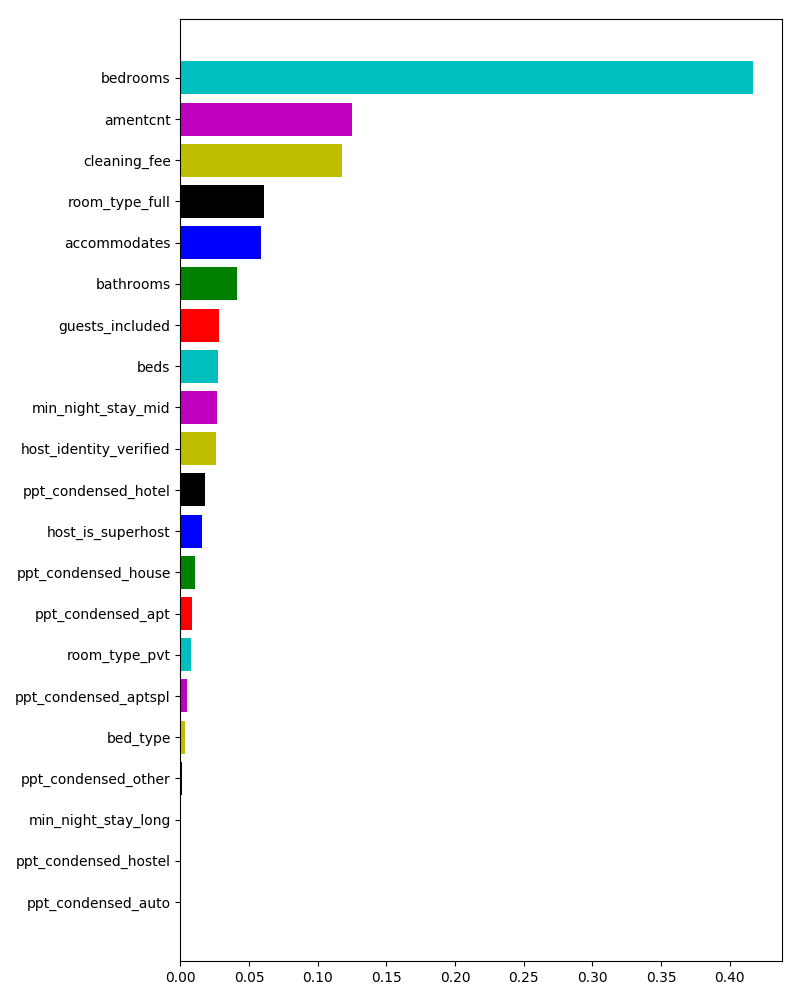 bedrooms
amentcnt
cleaning_fee
room_type_full
accommodates
bathrooms
guests_included
beds
min_night_stay_mid
host_identity_verified
ppt_condensed_hotel
host_is_superhost
ppt_condensed_house
ppt_condensed_apt
room_type_pvt
ppt_condensed_aptspl
bed_type
ppt_condensed_other
min_night_stay_long
ppt_condensed_hostel
ppt_condensed_auto
0.00 0.05 0.10 0.15 0.20 0.25 0.30 0.35 0.40